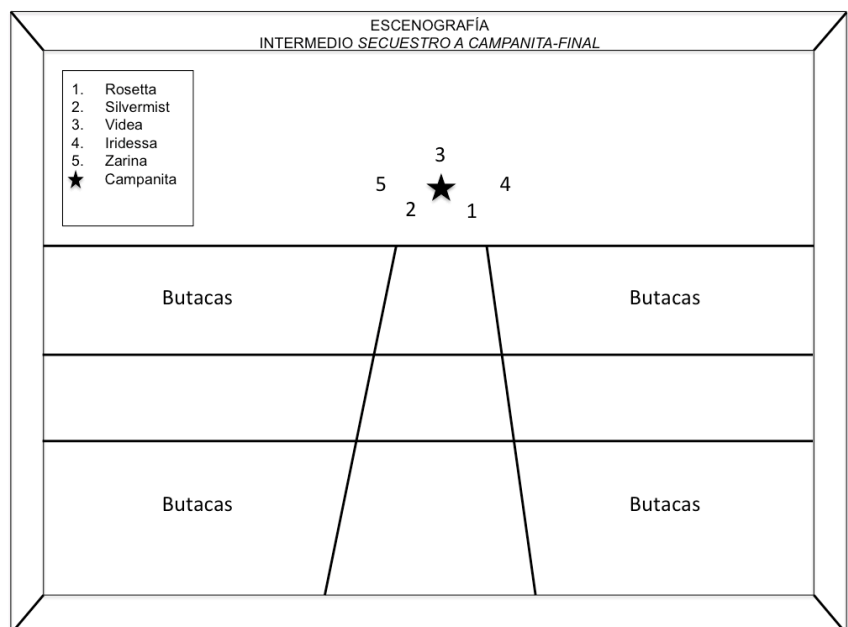 ESCENOGRAFÍA
INTERMEDIO SECUESTRO A CAMPANITA-FINAL
1. Rosetta
2. Silvermist
3. Videa
4. Iridessa
5. Zarina
★ Campanita
3
5 ★ 4
2 1
Butacas Butacas
Butacas Butacas